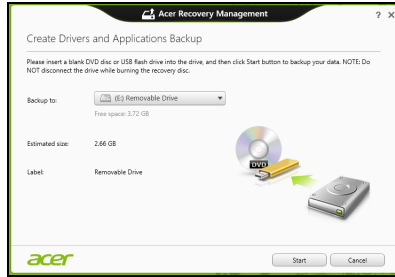 Acer Recovery Management
? X
Create Drivers and Applications Backup
Please insert a blank DVD disc or USB flash drive into the drive, and then click Start button to backup your data. NOTE: Do
NOT disconnect the drive while burning the recovery disc.
Backup to:
(E:) Removable Drive
Free space: 3.72 GB
Estimated size:
2.66 GB
Label:
Removable Drive
DVD
acer
Start
Cancel